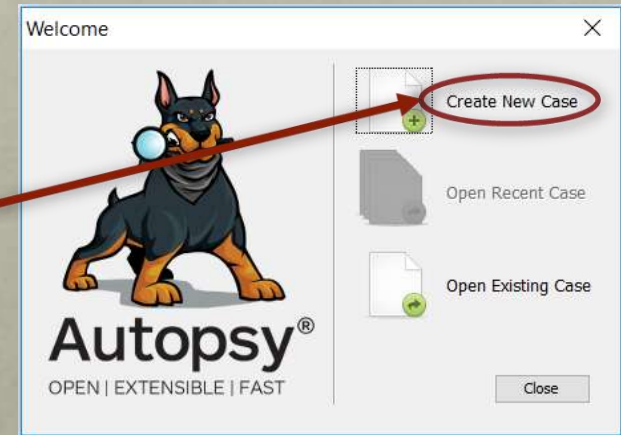 Welcome
Create New Case
Open Recent Case
Open Existing Case
Autopsy®
OPEN | EXTENSIBLE | FAST
Close